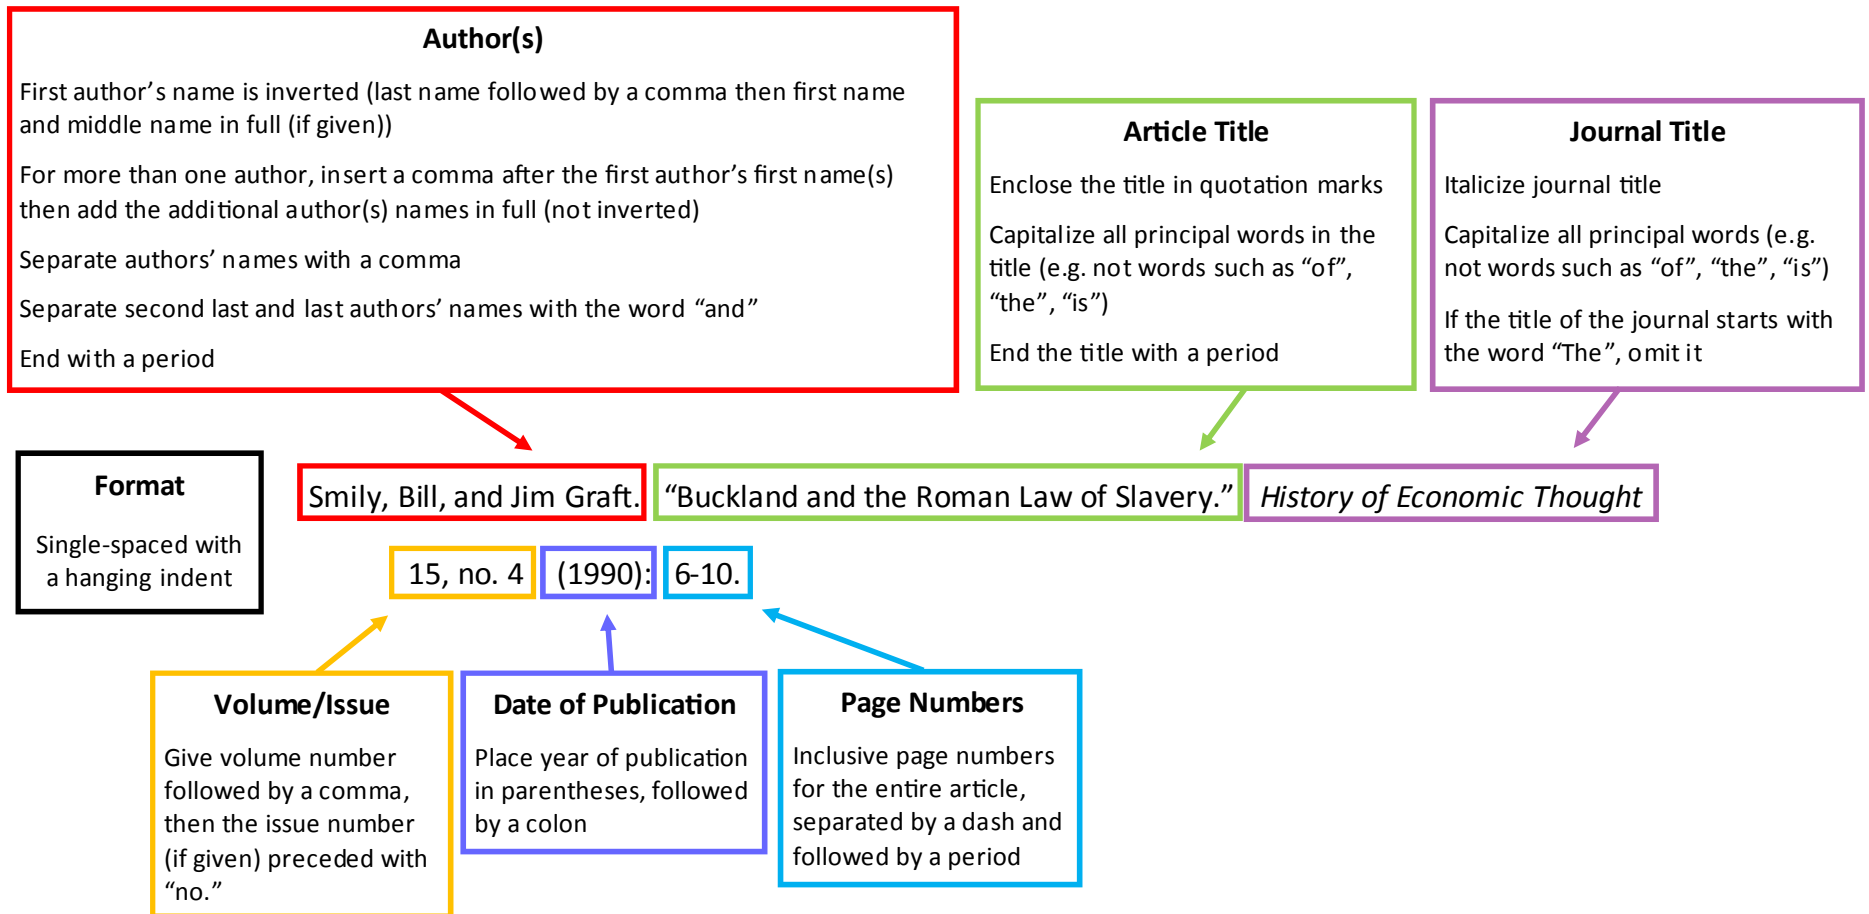 Author(s)
First author’s name is inverted (last name followed by a comma then first name
and middle name in full (if given))
For more than one author, insert a comma after the first author’s first name(s)
then add the additional author(s) names in full (not inverted)
Separate authors’ names with a comma
Separate second last and last authors’ names with the word “and”
End with a period
Article Title
Enclose the title in quotation marks
Capitalize all principal words in the
title (e.g. not words such as “of”,
“the”, “is”)
End the title with a period
Journal Title
Italicize journal title
Capitalize all principal words (e.g.
not words such as “of”, “the”, “is”)
If the title of the journal starts with
the word “The”, omit it
Format
Single-spaced with
a hanging indent
Smily, Bill, and Jim Graft. “Buckland and the Roman Law of Slavery.” History of Economic Thought
15, no. 4 (1990): 6-10.
Volume/Issue
Give volume number
followed by a comma,
then the issue number
(if given) preceded with
“no.”
Date of Publication
Place year of publication
in parentheses, followed
by a colon
Page Numbers
Inclusive page numbers
for the entire article,
separated by a dash and
followed by a period